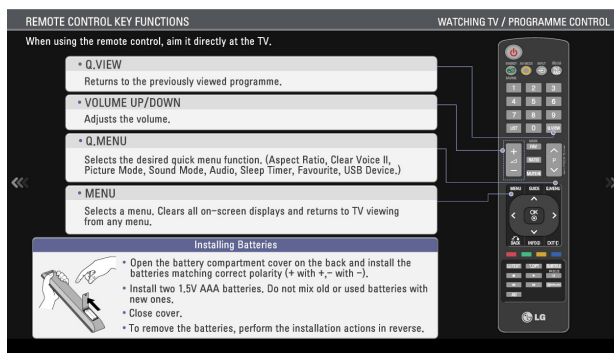 REMOTE CONTROL KEY FUNCTIONS
WATCHING TV / PROGRAMME CONTROL
When using the remote control, aim it directly at the TV.
• Q.VIEW
Returns to the previously viewed programme.
• VOLUME UP/DOWN
Adjusts the volume.
• Q.MENU
Selects the desired quick menu function. (Aspect Ratio, Clear Voice II,
Picture Mode, Sound Mode, Audio, Sleep Timer, Favourite, USB Device.)
• MENU
Selects a menu. Clears all on-screen displays and returns to TV viewing
from any menu.
Installing Batteries
• Open the battery compartment cover on the back and install the
batteries matching correct polarity (+ with +,- with -).
• Install two 1.5V AAA batteries. Do not mix old or used batteries with
new ones.
• Close cover.
• To remove the batteries, perform the installation actions in reverse.
1 2 3
4 5 6
7 8 9
LIST 0 Q.VIEW
+ FAV
RATIO P
- MUTE
MENU GUIDE Q.MENU
OK
BACK INFO EXIT
SUBTITLE
LG